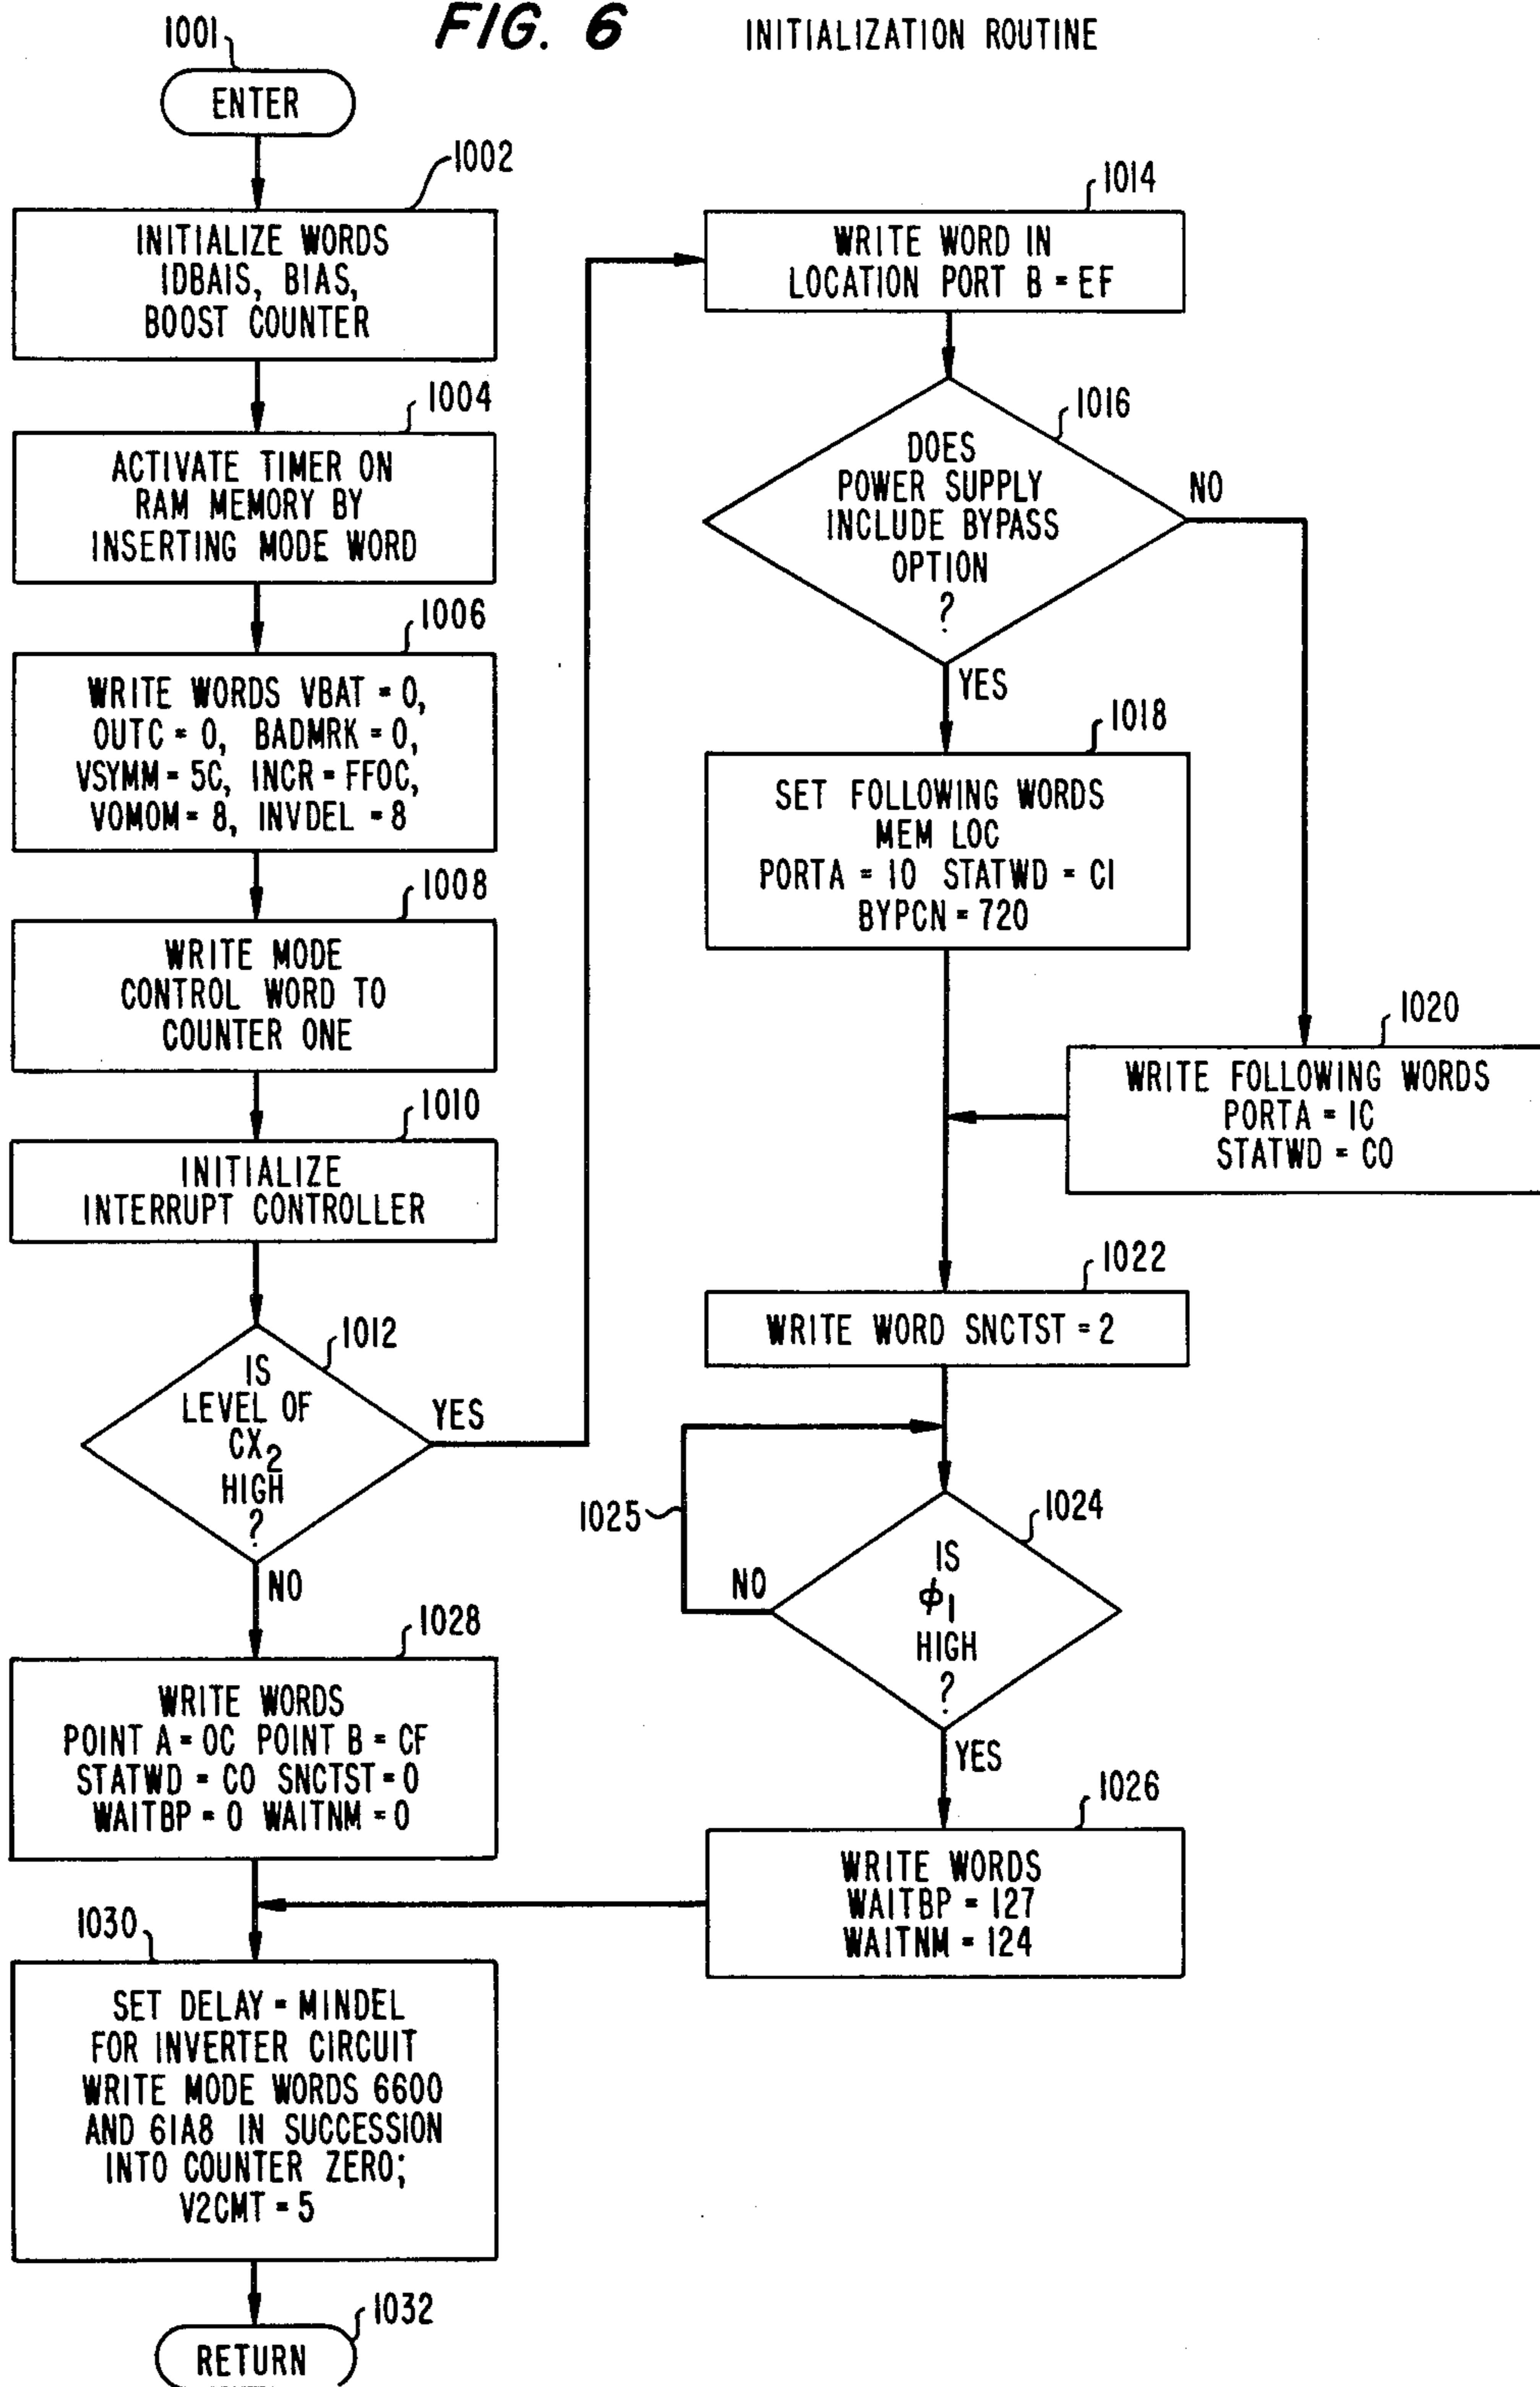 FIG. 6
INITIALIZATION ROUTINE
1001
ENTER
1002
INITIALIZE WORDS
IDBAIS, BIAS,
BOOST COUNTER
1004
ACTIVATE TIMER ON
RAM MEMORY BY
INSERTING MODE WORD
1006
WRITE WORDS VBAT = 0,
OUTC = 0, BADMRK = 0,
VSYMM = 5C, INCR = FFOC,
VOMOM = 8, INVDEL = 8
1008
WRITE MODE
CONTROL WORD TO
COUNTER ONE
1010
INITIALIZE
INTERRUPT CONTROLLER
1012
IS
LEVEL OF
CX2
HIGH
?
YES
NO
1028
WRITE WORDS
POINT A = OC POINT B = CF
STATWD = CO SNCTST = 0
WAITBP = 0 WAITNM = 0
1030
SET DELAY = MINDEL
FOR INVERTER CIRCUIT
WRITE MODE WORDS 6600
AND 61A8 IN SUCCESSION
INTO COUNTER ZERO;
V2CMT = 5
1032
RETURN
1014
WRITE WORD IN
LOCATION PORT B = EF
1016
DOES
POWER SUPPLY
INCLUDE BYPASS
OPTION
?
NO
YES
1018
SET FOLLOWING WORDS
MEM LOC
PORTA = 10 STATWD = C1
BYPCN = 720
1020
WRITE FOLLOWING WORDS
PORTA = 1C
STATWD = CO
1022
WRITE WORD SNCTST = 2
1025
1024
IS
ϕ1
HIGH
?
NO
YES
1026
WRITE WORDS
WAITBP = 127
WAITNM = 124